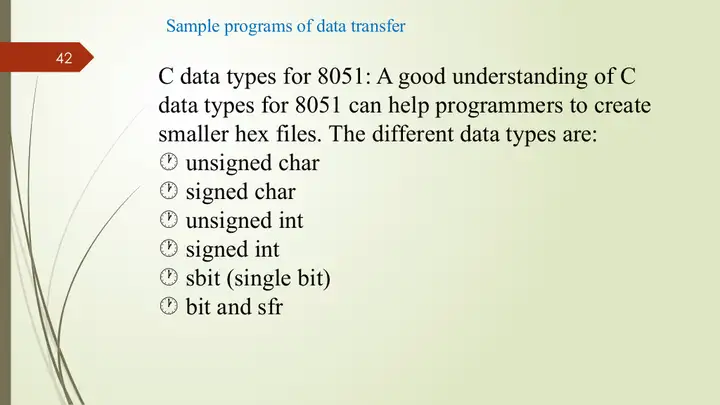 Sample programs of data transfer
42
C data types for 8051: A good understanding of C
data types for 8051 can help programmers to create
smaller hex files. The different data types are:
🕐 unsigned char
🕐 signed char
🕐 unsigned int
🕐 signed int
🕐 sbit (single bit)
🕐 bit and sfr